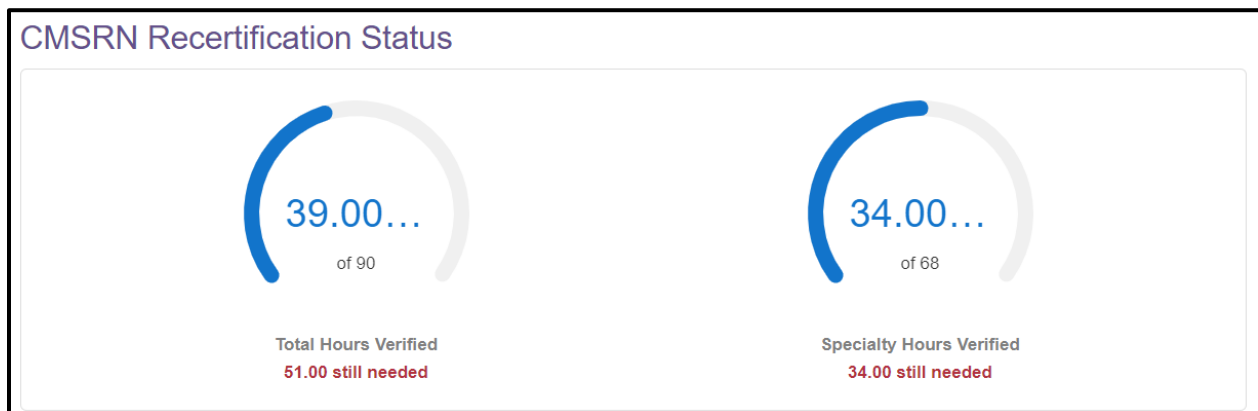 CMSRN Recertification Status
39.00...
of 90
Total Hours Verified
51.00 still needed
34.00...
of 68
Specialty Hours Verified
34.00 still needed